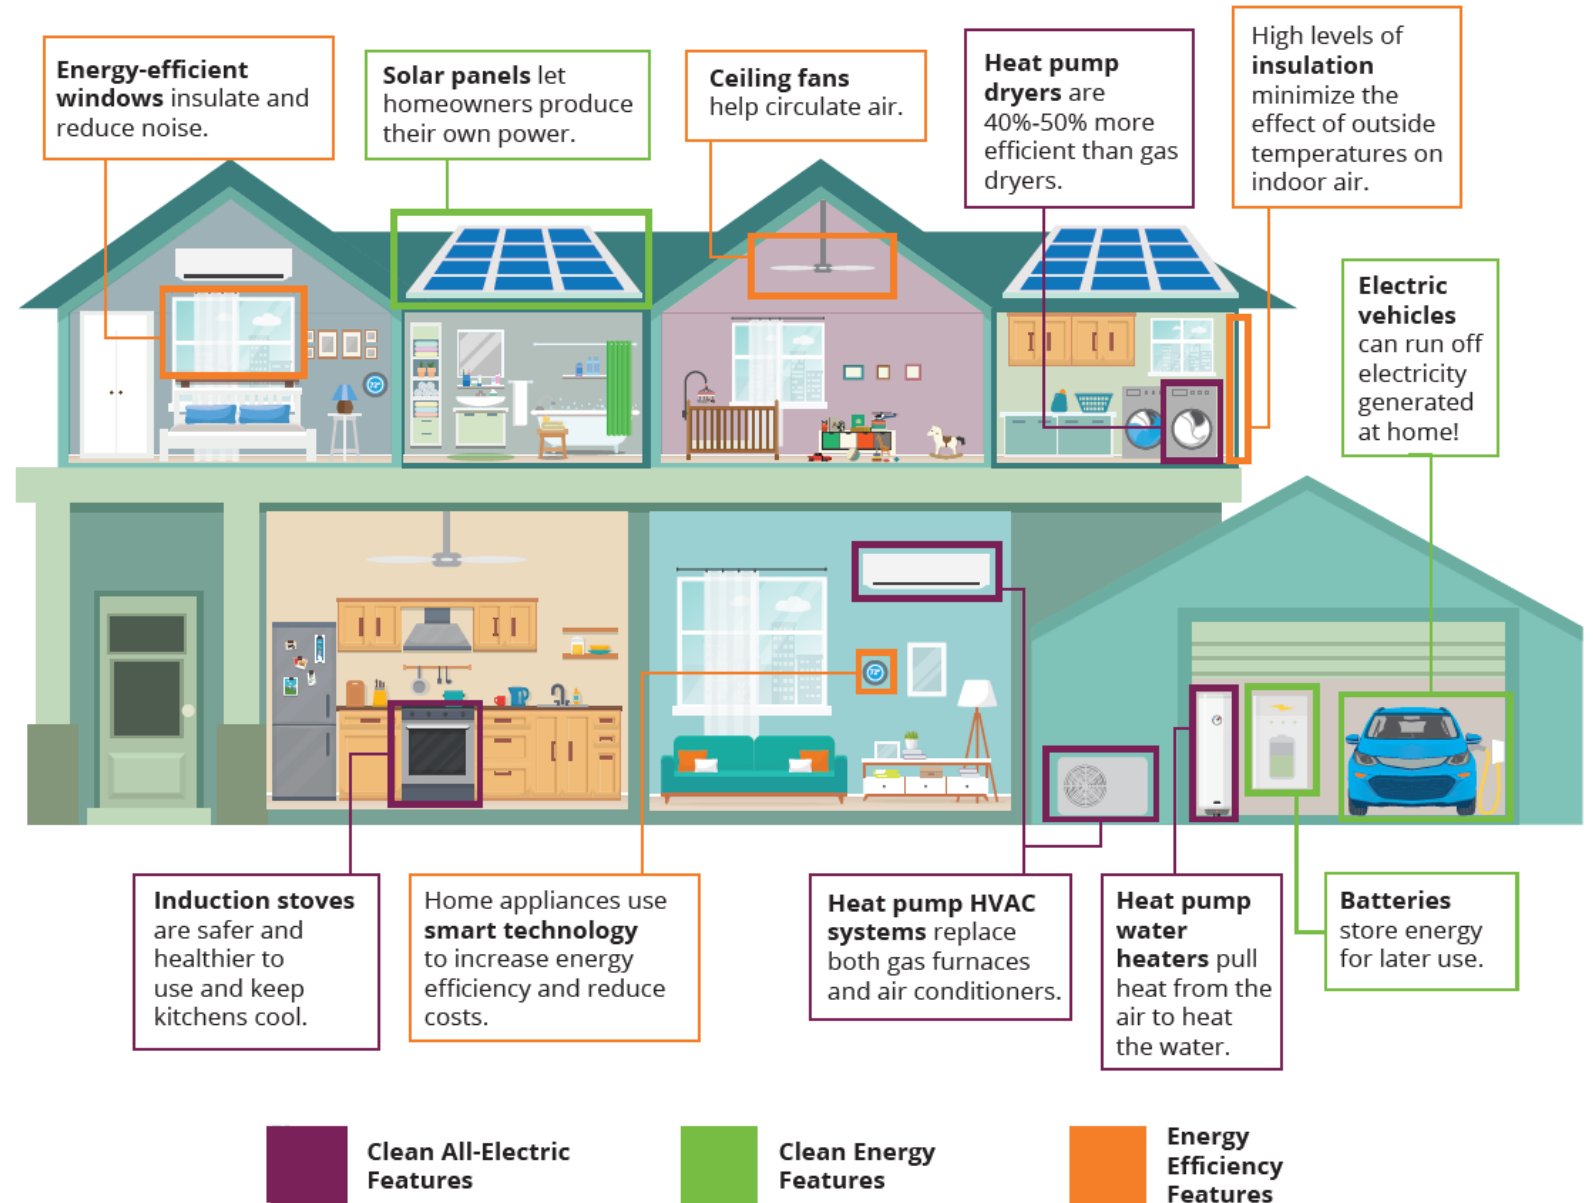 Energy-efficient
windows insulate and
reduce noise.
Solar panels let
homeowners produce
their own power.
Ceiling fans
help circulate air.
Heat pump
dryers are
40%-50% more
efficient than gas
dryers.
High levels of
insulation
minimize the
effect of outside
temperatures on
indoor air.
Electric
vehicles
can run off
electricity
generated
at home!
72°
72°
Induction stoves
are safer and
healthier to
use and keep
kitchens cool.
Home appliances use
smart technology
to increase energy
efficiency and reduce
costs.
Heat pump HVAC
systems replace
both gas furnaces
and air conditioners.
Heat pump
water
heaters pull
heat from the
air to heat
the water.
Batteries
store energy
for later use.
Clean All-Electric
Features
Clean Energy
Features
Energy
Efficiency
Features